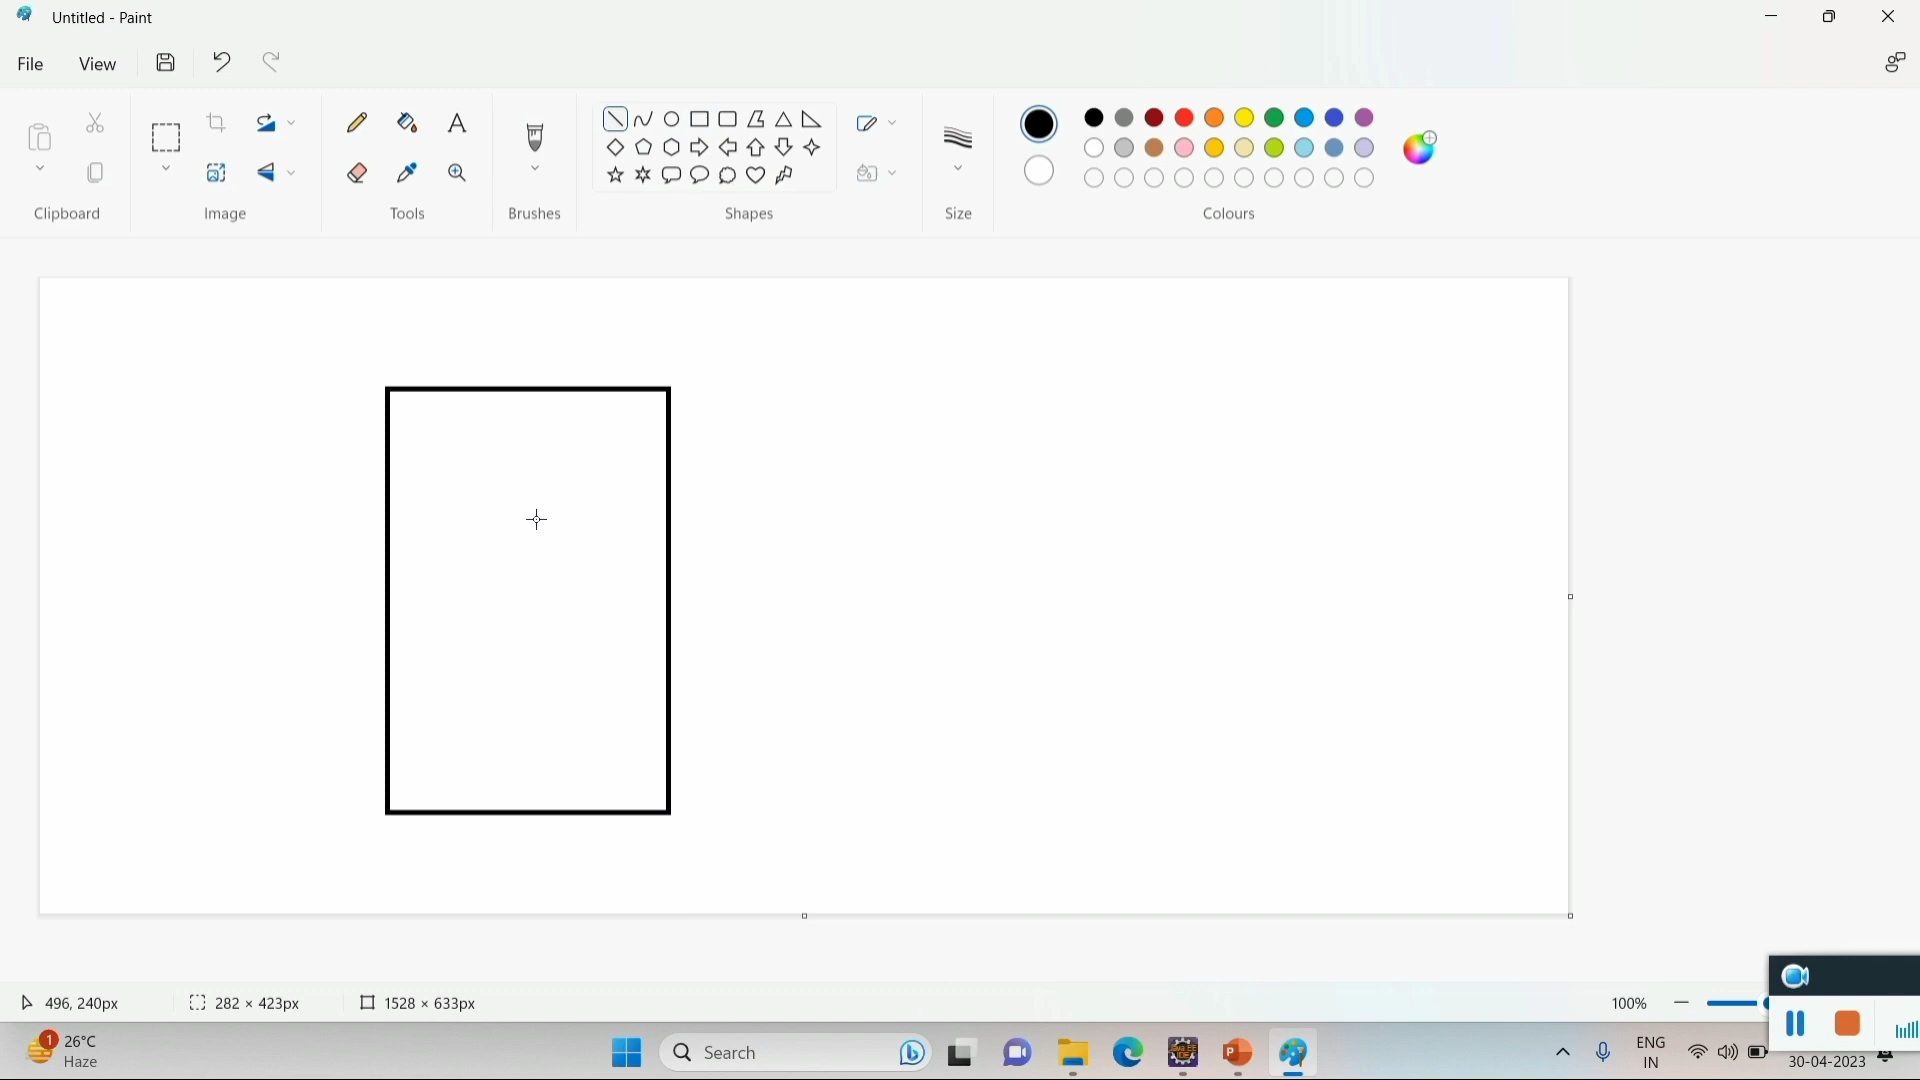 Untitled - Paint
File View
Clipboard
Image
Tools
Brushes
Shapes
Size
Colours
496, 240px
282 × 423px
1528 × 633px
100%
1
26°C
Haze
Search
ENG
IN
30-04-2023